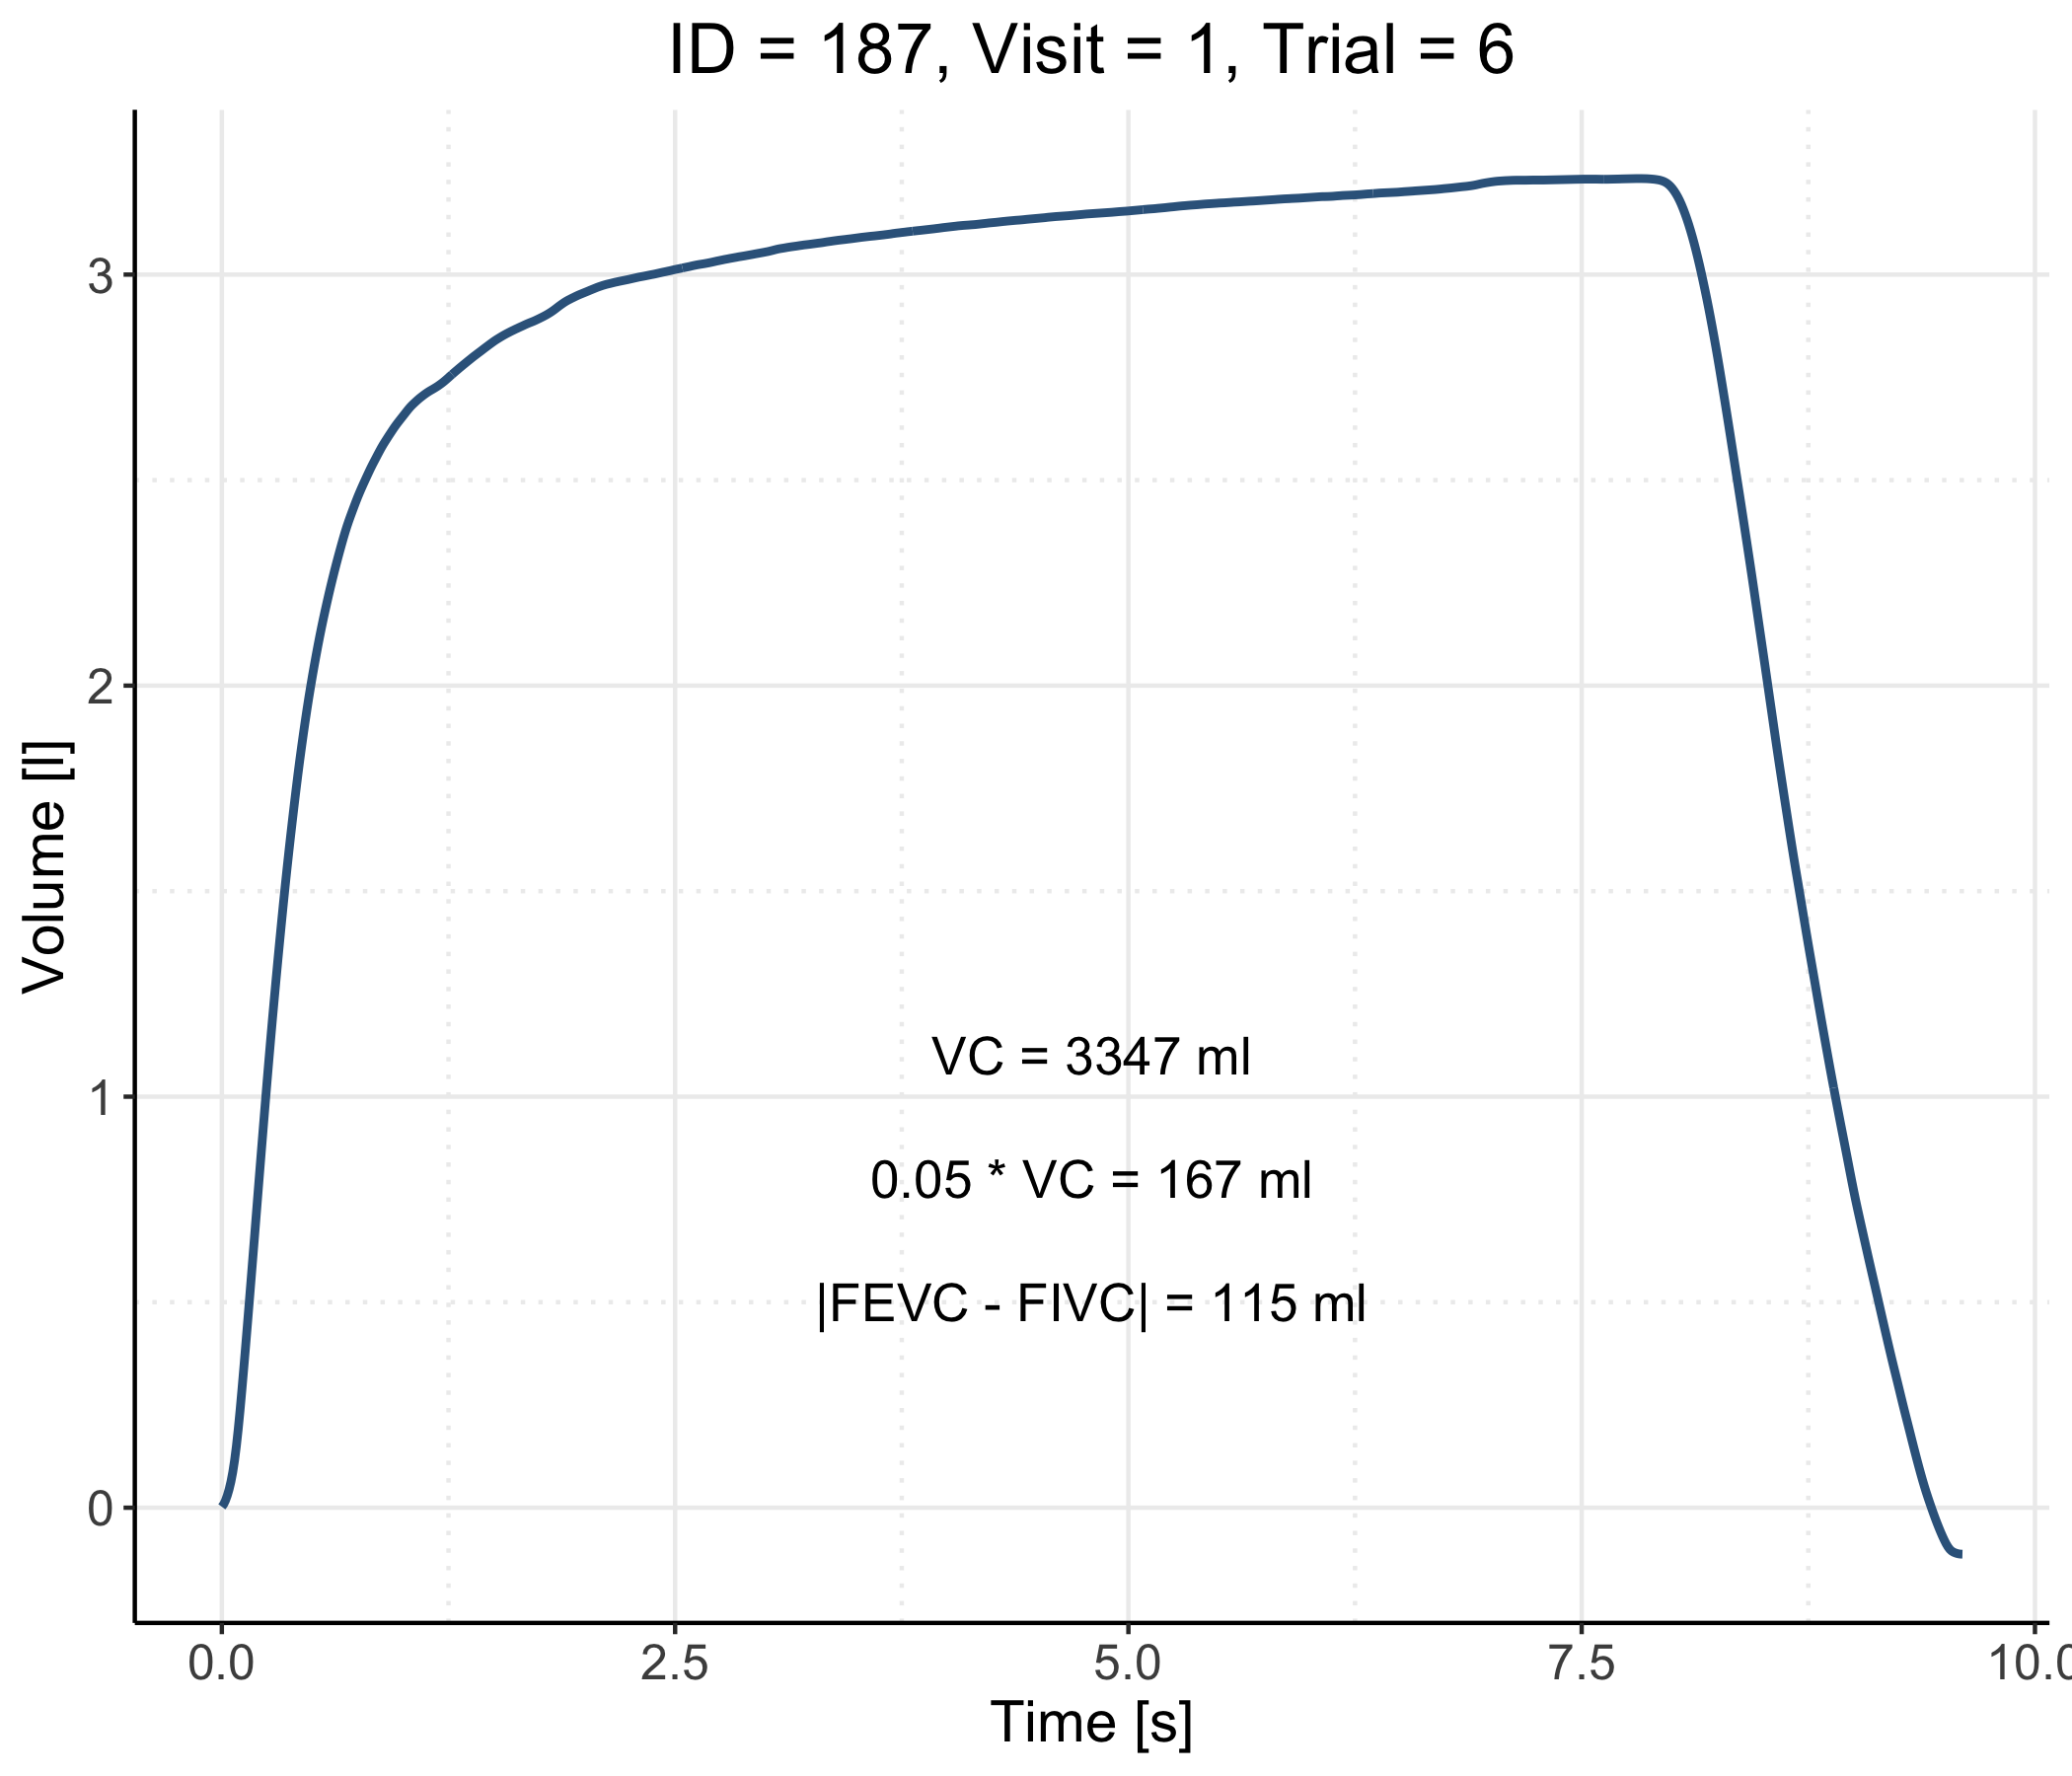 ID = 187, Visit = 1, Trial = 6
3
2
1
0
Volume [l]
VC = 3347 ml
0.05 * VC = 167 ml
|FEVC - FIVC| = 115 ml
0.0
2.5
5.0
7.5
10.0
Time [s]